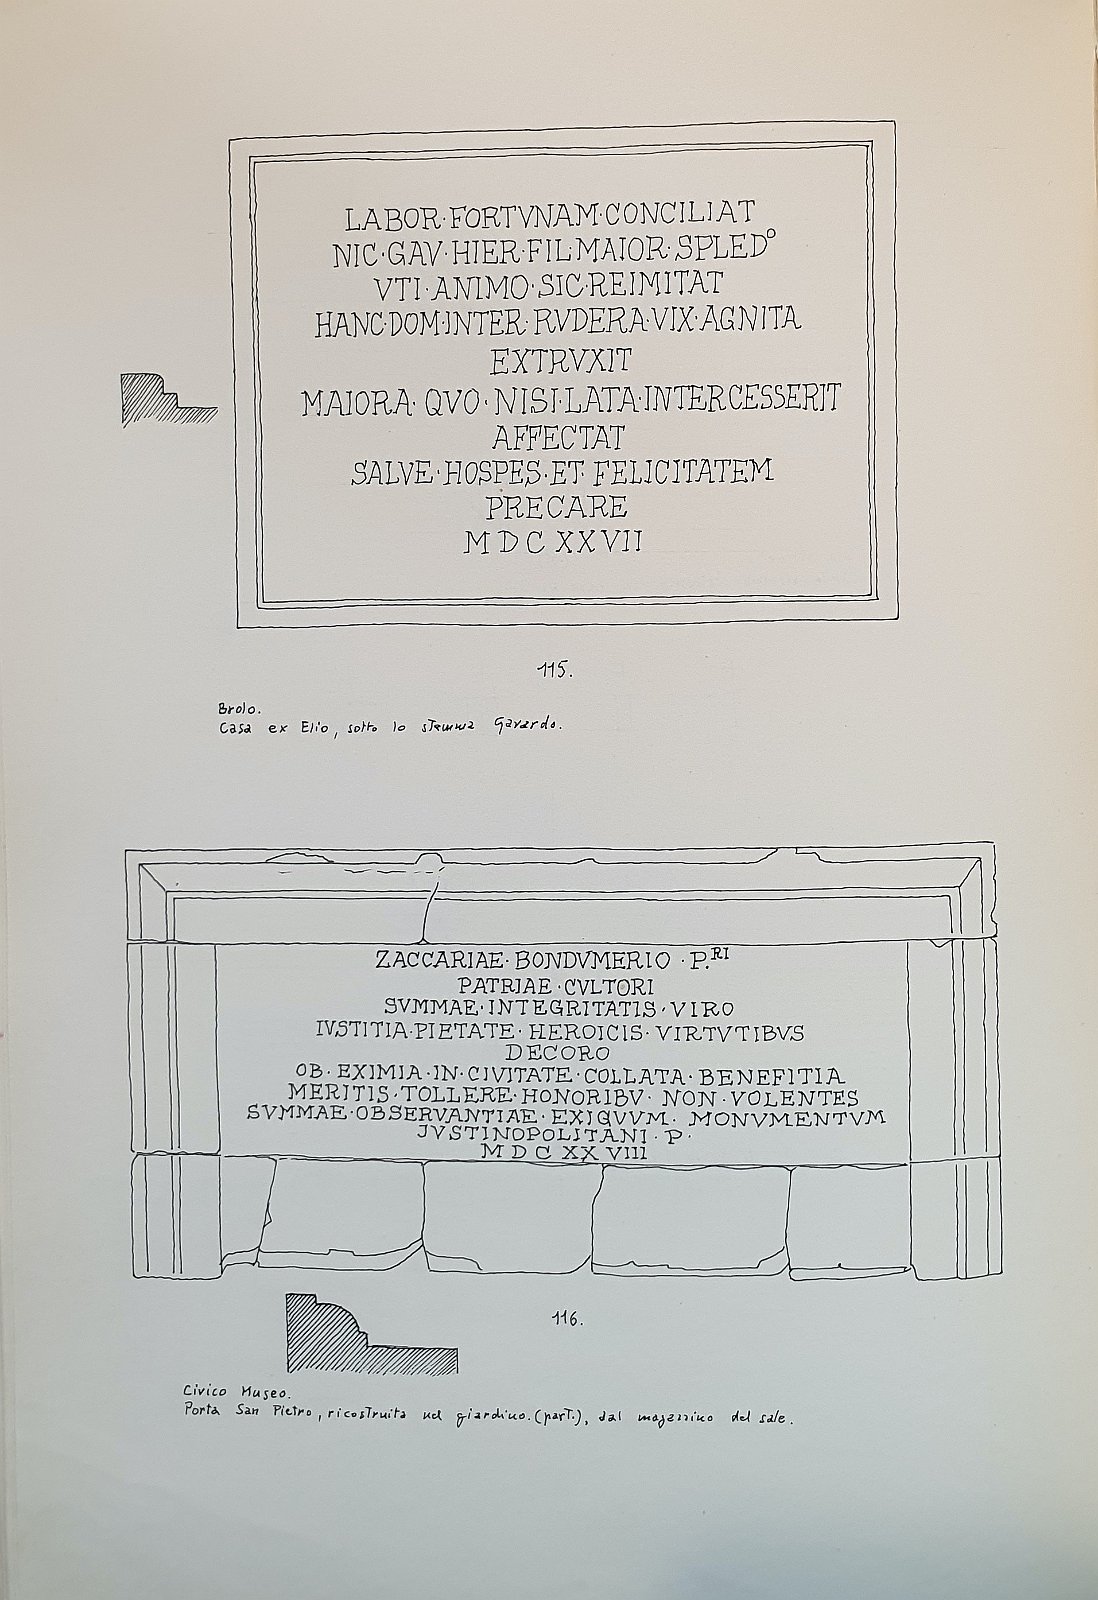 LABOR·FORTVNAM·CONCILIAT
NIC·GAV·HIER·FIL·MAIOR·SPLEDº
VTI·ANIMO·SIC·REIMITAT
HANC·DOM·INTER·RVDERA·VIX·AGNITA
EXTRVXIT
MAIORA·QVO·NISI·LATA·INTERCESSERIT
AFFECTAT
SALVE·HOSPES·ET·FELICITATEM
PRECARE
MDCXXVII
115.
Brolo.
Casa ex Elio, sotto lo stemma Gavardo.
ZACCARIAE·BONDVMERIO·P.RI
PATRIAE·CVLTORI
SVMMAE·INTEGRITATIS·VIRO
IVSTITIA·PIETATE·HEROICIS·VIRTVTIBVS
DECORO
OB·EXIMIA·IN·CIVITATE·COLLATA·BENEFITIA
MERITIS·TOLLERE·HONORIBV·NON·VOLENTES
SVMMAE·OBSERVANTIAE·EXIGVVM·MONVMENTVM
JVSTINOPOLITANI·P·
MDCXXVIII
116.
Civico Museo.
Porta San Pietro, ricostruita nel giardino.(part.), dal magazzino del sale.